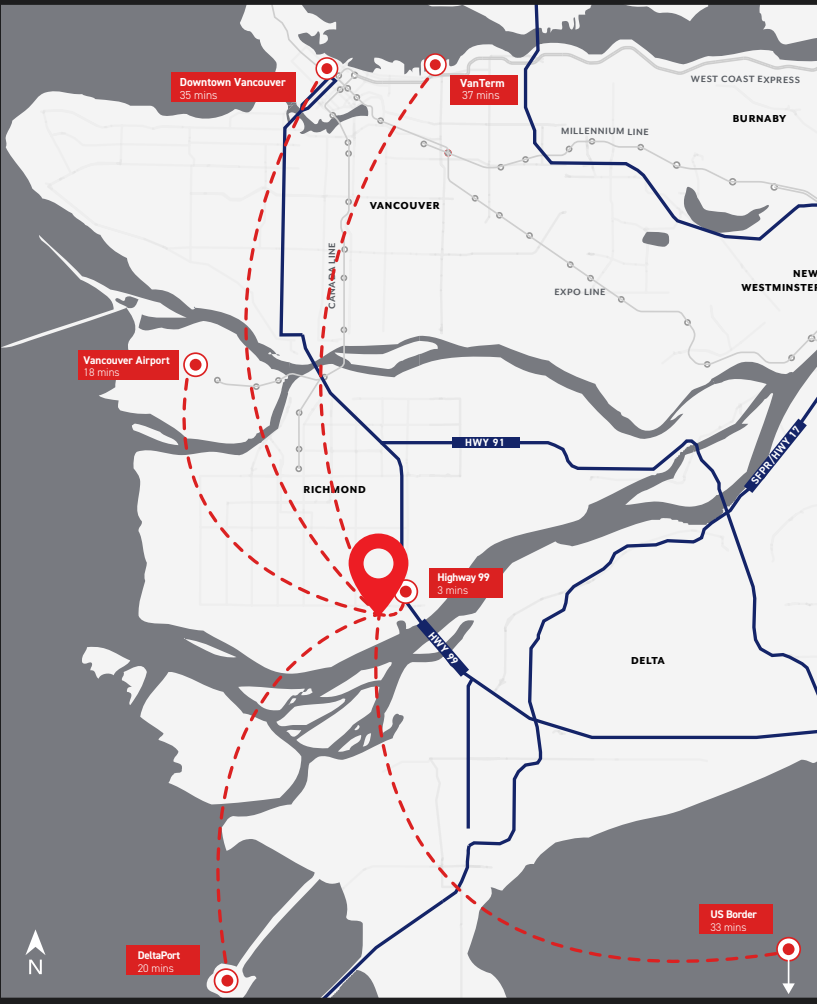 Downtown Vancouver
35 mins
VanTerm
37 mins
WEST COAST EXPRESS
BURNABY
MILLENNIUM LINE
VANCOUVER
CANADA LINE
NEW
WESTMINSTER
EXPO LINE
Vancouver Airport
18 mins
HWY 91
SFPR/HWY 17
RICHMOND
Highway 99
3 mins
HWY 99
DELTA
US Border
33 mins
DeltaPort
20 mins
N